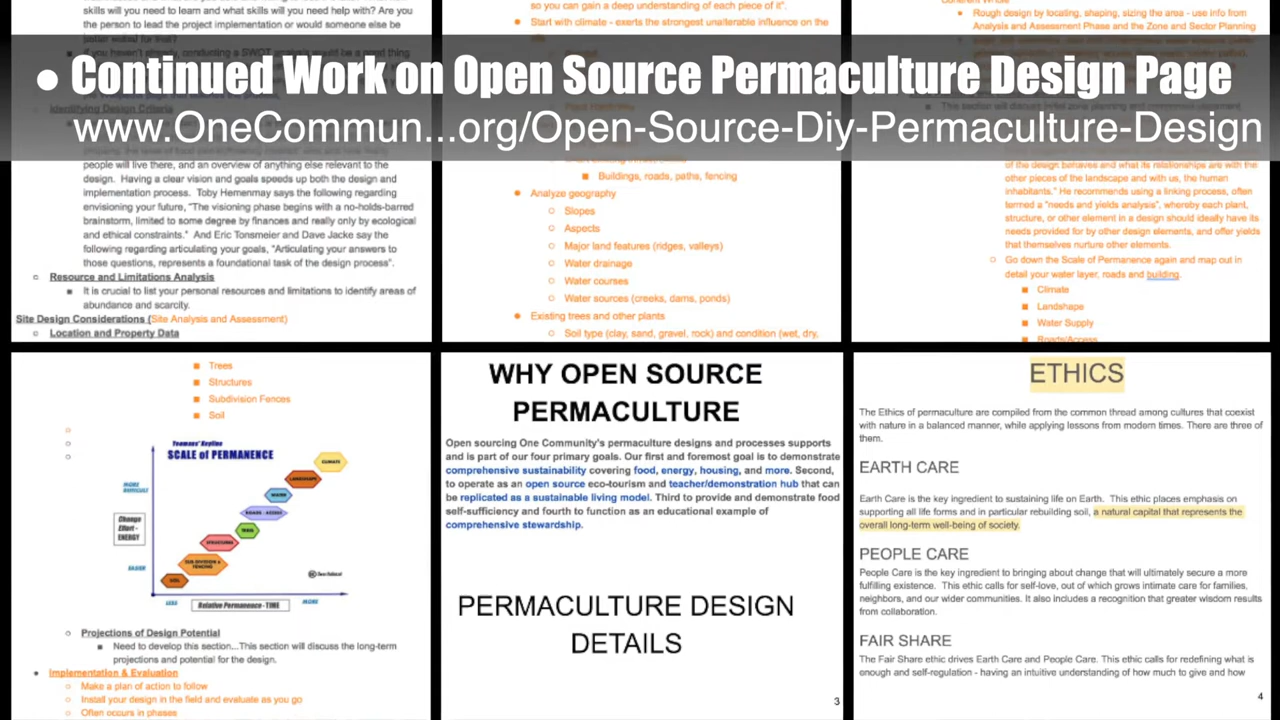 skills will you need to learn and what skills will you need help with? Are you
the person to lead the project implementation or would someone else be
better suited for that?
If you haven't already, conducting a SWOT analysis would be a great thing
Identifying Design Criteria
people will live there, and an overview of anything else relevant to the
design. Having a clear vision and goals speeds up both the design and
implementation process. Toby Hemenmay says the following regarding
envisioning your future, "The visioning phase begins with a no-holds-barred
brainstorm, limited to some degree by finances and really only by ecological
and ethical constraints." And Eric Tonsmeier and Dave Jacke say the
following regarding articulating your goals, "Articulating your answers to
those questions, represents a foundational task of the design process".
Resource and Limitations Analysis
It is crucial to list your personal resources and limitations to identify areas of
abundance and scarcity.
Site Design Considerations (Site Analysis and Assessment)
Location and Property Data
so you can gain a deep understanding of each piece of it".
Start with climate - exerts the strongest unalterable influence on the
• Continued Work on Open Source Permaculture Design Page
www.OneCommun...org/Open-Source-Diy-Permaculture-Design
Buildings, roads, paths, fencing
Analyze geography
Slopes
Aspects
Major land features (ridges, valleys)
Water drainage
Water courses
Water sources (creeks, dams, ponds)
Existing trees and other plants
Soil type (clay, sand, gravel, rock) and condition (wet, dry,
Coherent Whole
Rough design by locating, shaping, sizing the area - use info from
Analysis and Assessment Phase and the Zone and Sector Planning
of the design behaves and what its relationships are with the
other pieces of the landscape and with us, the human
inhabitants." He recommends using a linking process, often
termed a "needs and yields analysis", whereby each plant,
structure, or other element in a design should ideally have its
needs provided for by other design elements, and offer yields
that themselves nurture other elements.
Go down the Scale of Permanence again and map out in
detail your water layer, roads and building.
Climate
Landshape
Water Supply
Roads/Access
Trees
Structures
Subdivision Fences
Soil
Yeomans' Keyline
SCALE of PERMANENCE
CLIMATE
LANDSHAPE
WATER
ROADS - ACCESS
TREES
STRUCTURES
SUB DIVISION &
FENCING
SOIL
MORE
DIFFICULT
Change
Effort -
ENERGY
EASIER
LESS
Relative Permanence - TIME
MORE
Projections of Design Potential
Need to develop this section...This section will discuss the long-term
projections and potential for the design.
Implementation & Evaluation
Make a plan of action to follow
Install your design in the field and evaluate as you go
Often occurs in phases
WHY OPEN SOURCE
PERMACULTURE
Open sourcing One Community's permaculture designs and processes supports
and is part of our four primary goals. Our first and foremost goal is to demonstrate
comprehensive sustainability covering food, energy, housing, and more. Second,
to operate as an open source eco-tourism and teacher/demonstration hub that can
be replicated as a sustainable living model. Third to provide and demonstrate food
self-sufficiency and fourth to function as an educational example of
comprehensive stewardship.
PERMACULTURE DESIGN
DETAILS
3
ETHICS
The Ethics of permaculture are compiled from the common thread among cultures that coexist
with nature in a balanced manner, while applying lessons from modern times. There are three of
them.
EARTH CARE
Earth Care is the key ingredient to sustaining life on Earth. This ethic places emphasis on
supporting all life forms and in particular rebuilding soil, a natural capital that represents the
overall long-term well-being of society.
PEOPLE CARE
People Care is the key ingredient to bringing about change that will ultimately secure a more
fulfilling existence. This ethic calls for self-love, out of which grows intimate care for families,
neighbors, and our wider communities. It also includes a recognition that greater wisdom results
from collaboration.
FAIR SHARE
The Fair Share ethic drives Earth Care and People Care. This ethic calls for redefining what is
enough and self-regulation - having an intuitive understanding of how much to give and how
4